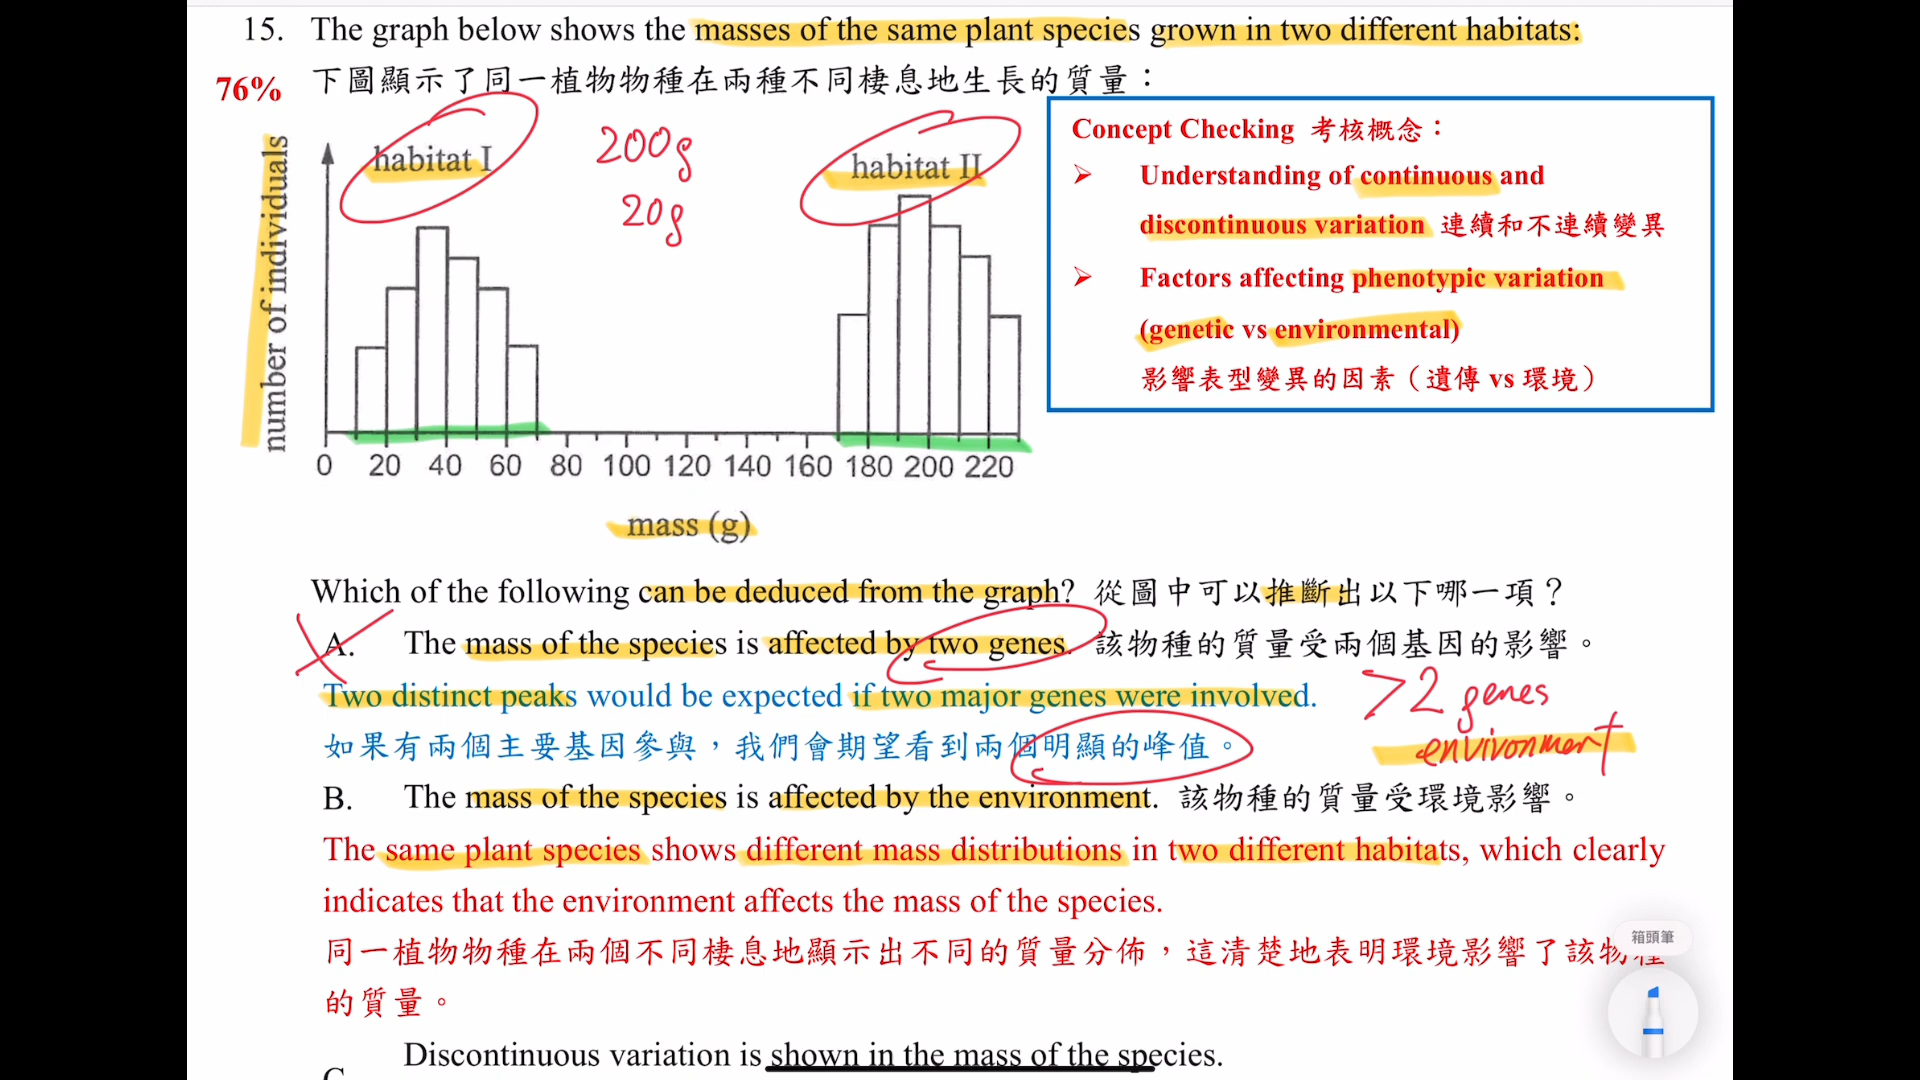 15. The graph below shows the masses of the same plant species grown in two different habitats:
76% 下圖顯示了同一植物物種在兩種不同棲息地生長的質量：
number of individuals
habitat I
200g
20g
habitat II
0 20 40 60 80 100 120 140 160 180 200 220
mass (g)
Concept Checking 考核概念：
Understanding of continuous and
discontinuous variation 連續和不連續變異
Factors affecting phenotypic variation
(genetic vs environmental)
影響表型變異的因素（遺傳 vs 環境）
Which of the following can be deduced from the graph? 從圖中可以推斷出以下哪一項？
A. The mass of the species is affected by two genes. 該物種的質量受兩個基因的影響。
Two distinct peaks would be expected if two major genes were involved.
>2 genes
environment
如果有兩個主要基因參與，我們會期望看到兩個明顯的峰值。
B. The mass of the species is affected by the environment. 該物種的質量受環境影響。
The same plant species shows different mass distributions in two different habitats, which clearly
indicates that the environment affects the mass of the species.
同一植物物種在兩個不同棲息地顯示出不同的質量分佈，這清楚地表明環境影響了該物種
的質量。
箱頭筆
Discontinuous variation is shown in the mass of the species.